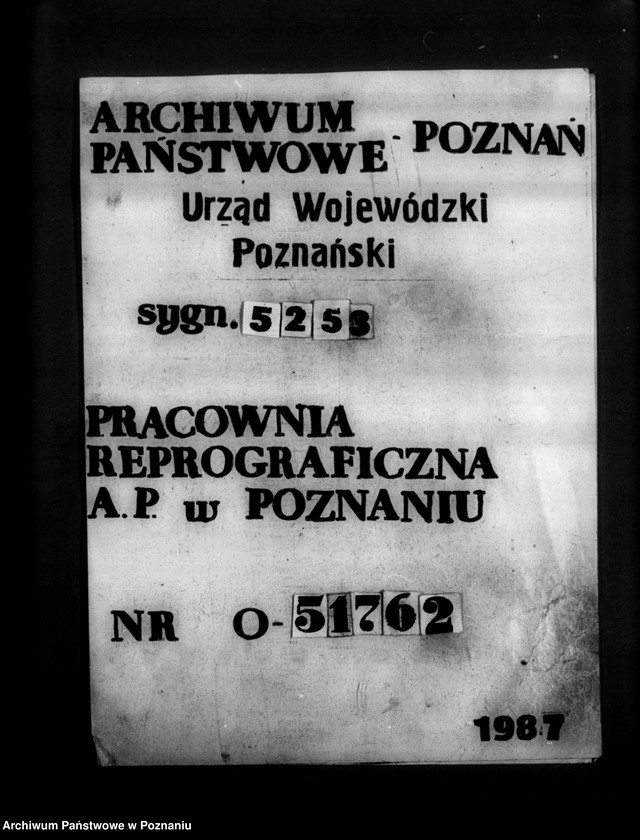 ARCHIWUM
PAŃSTWOWE - POZNAŃ
Urząd Wojewódzki
Poznański
sygn. 5253
PRACOWNIA
REPROGRAFICZNA
A.P. w POZNANIU
NR O-51762
1987
Archiwum Państwowe w Poznaniu